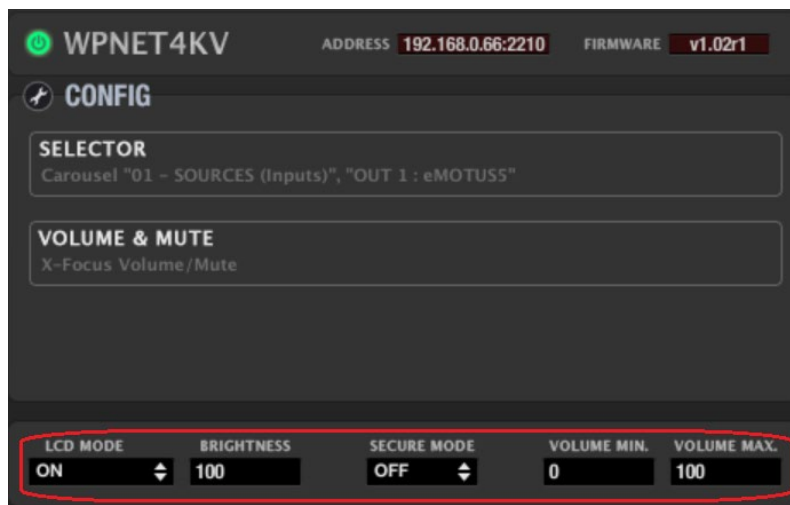 WPNET4KV ADDRESS 192.168.0.66:2210 FIRMWARE v1.02r1
CONFIG
SELECTOR
Carousel "01 – SOURCES (Inputs)", "OUT 1 : eMOTUS5"
VOLUME & MUTE
X-Focus Volume/Mute
LCD MODE BRIGHTNESS SECURE MODE VOLUME MIN. VOLUME MAX.
ON 100 OFF 0 100